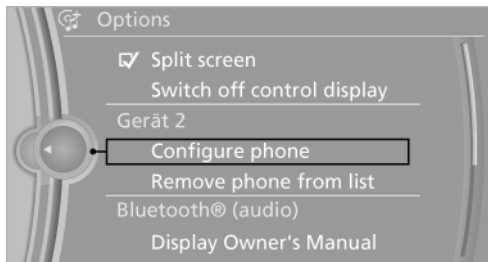 Options
Split screen
Switch off control display
Gerät 2
Configure phone
Remove phone from list
Bluetooth® (audio)
Display Owner's Manual